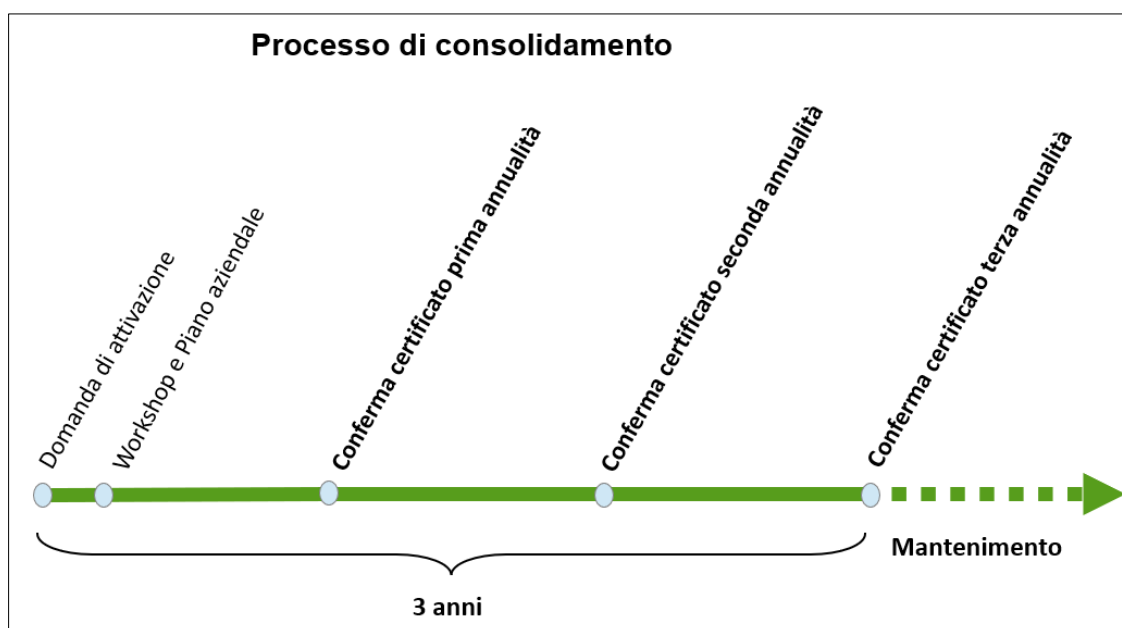 Processo di consolidamento
Domanda di attivazione
Workshop e Piano aziendale
Conferma certificato prima annualità
Conferma certificato seconda annualità
Conferma certificato terza annualità
Mantenimento
3 anni